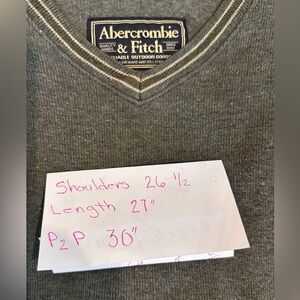 Abercrombie
& Fitch
Shoulders 26 1/2
Length 27"
P2P 30"